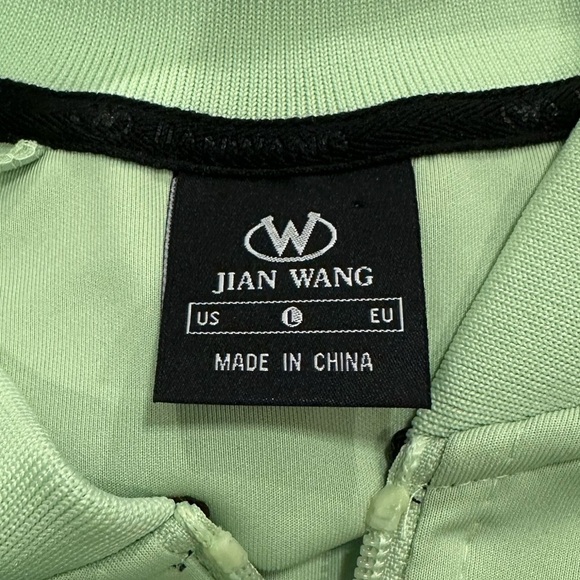 W
JIAN WANG
US L EU
MADE IN CHINA